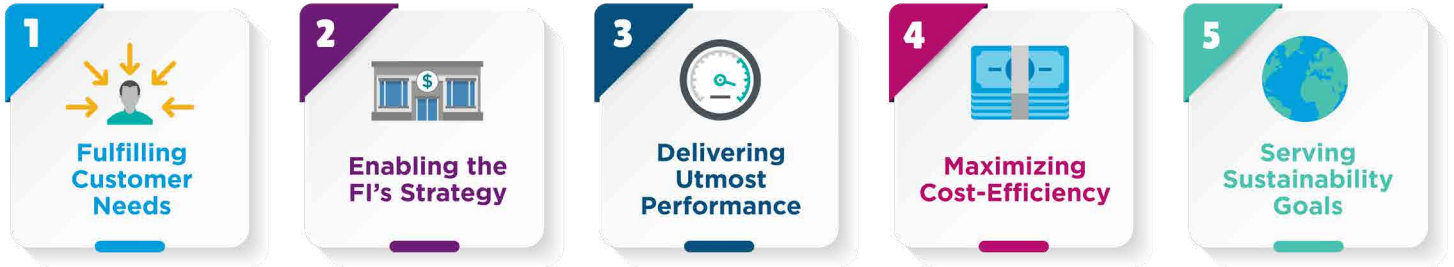 1
Fulfilling
Customer
Needs
2
$
Enabling the
FI's Strategy
3
Delivering
Utmost
Performance
4
Maximizing
Cost-Efficiency
5
Serving
Sustainability
Goals